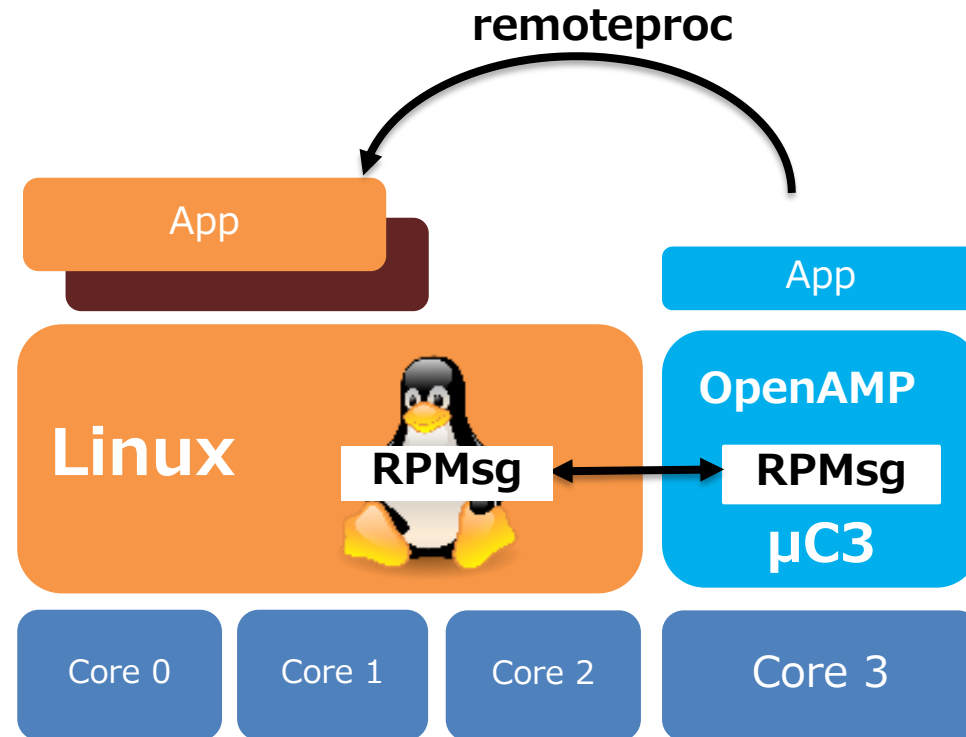 remoteproc
App
App
Linux
RPMsg
OpenAMP
RPMsg
µC3
Core 0
Core 1
Core 2
Core 3